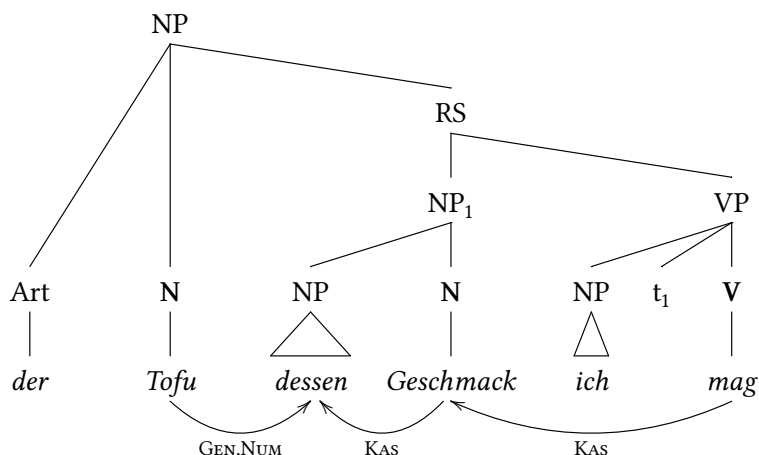 NP
RS
NP₁ VP
Art N NP N NP t₁ V
der Tofu dessen Geschmack ich mag
GEN,NUM KAS KAS